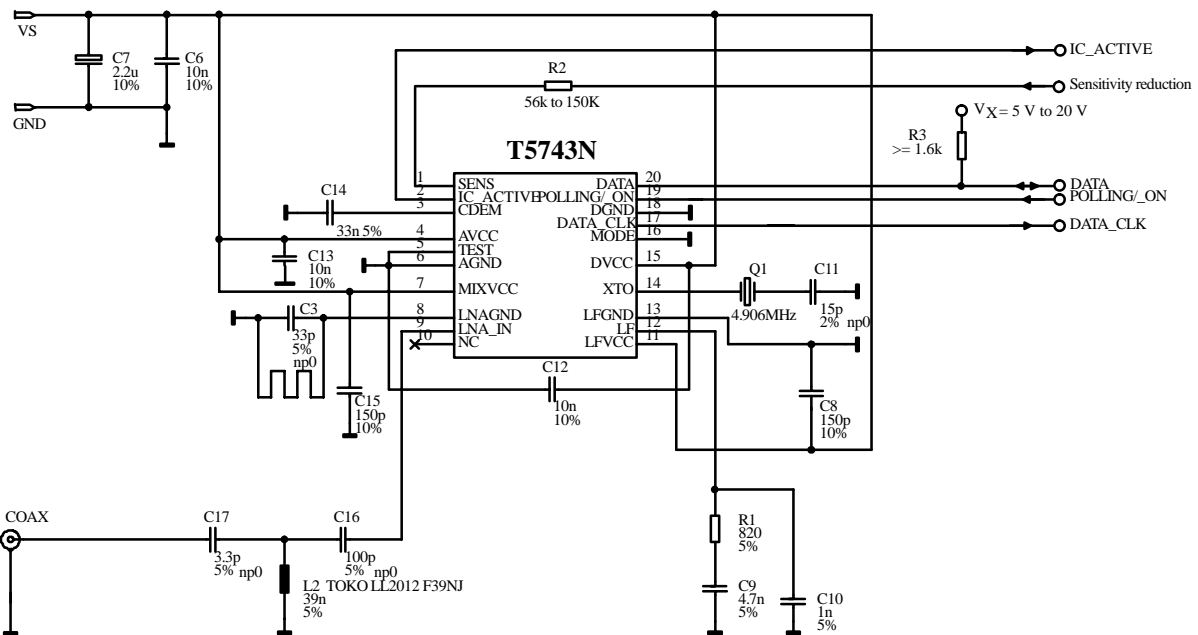 VS
C7
2.2u
10%
C6
10n
10%
GND
IC_ACTIVE
R2
56k to 150K
Sensitivity reduction
VX = 5 V to 20 V
R3
>= 1.6k
T5743N
1 SENS DATA 20
2 IC_ACTIVE POLLING/_ON 19
3 CDEM DGND 18
DATA_CLK 17
4 AVCC MODE 16
5 TEST
6 AGND DVCC 15
7 MIXVCC XTO 14
8 LNAGND LFGND 13
9 LNA_IN LF 12
10 NC LFVCC 11
DATA
POLLING/_ON
DATA_CLK
C14
33n 5%
C13
10n
10%
C3
33p
5%
np0
Q1
4.906MHz
C11
15p
2% np0
C12
10n
10%
C15
150p
10%
C8
150p
10%
COAX
C17
3.3p
5% np0
C16
100p
5% np0
L2 TOKO LL2012 F39NJ
39n
5%
R1
820
5%
C9
4.7n
5%
C10
1n
5%